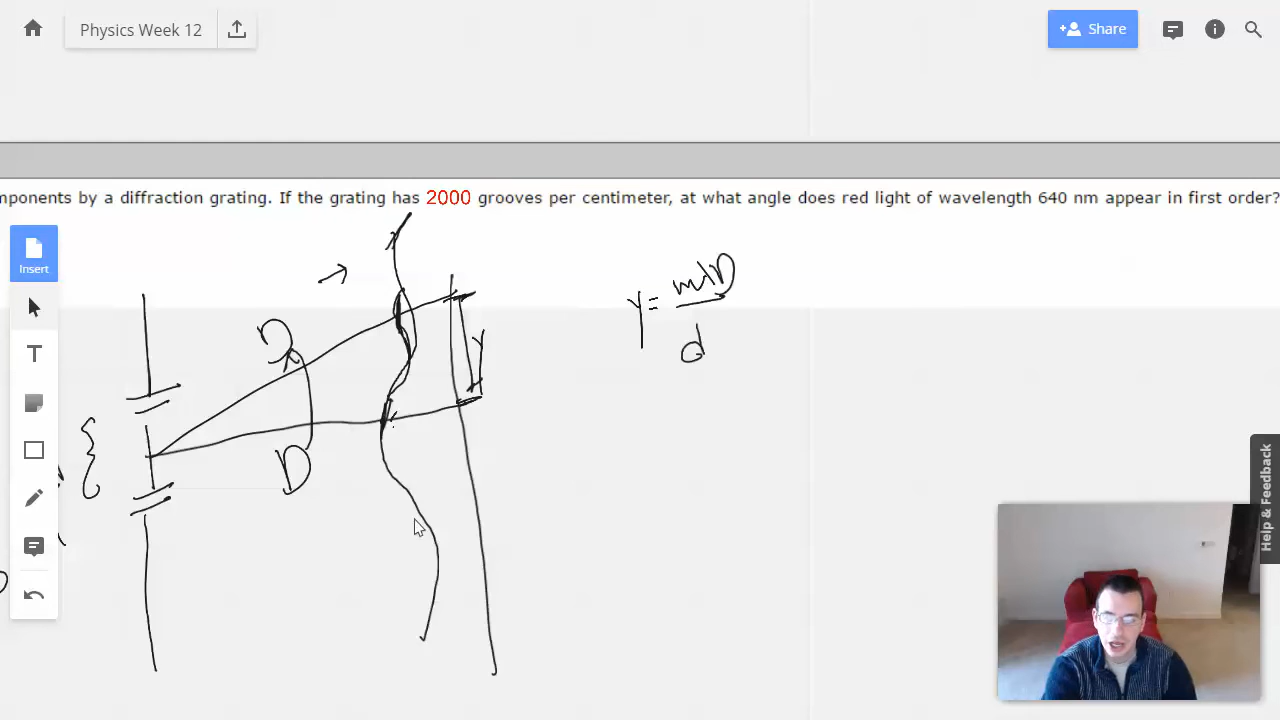 Physics Week 12
Share
mponents by a diffraction grating. If the grating has 2000 grooves per centimeter, at what angle does red light of wavelength 640 nm appear in first order?
Insert
T
y = mλD
d
y
D
Help & Feedback